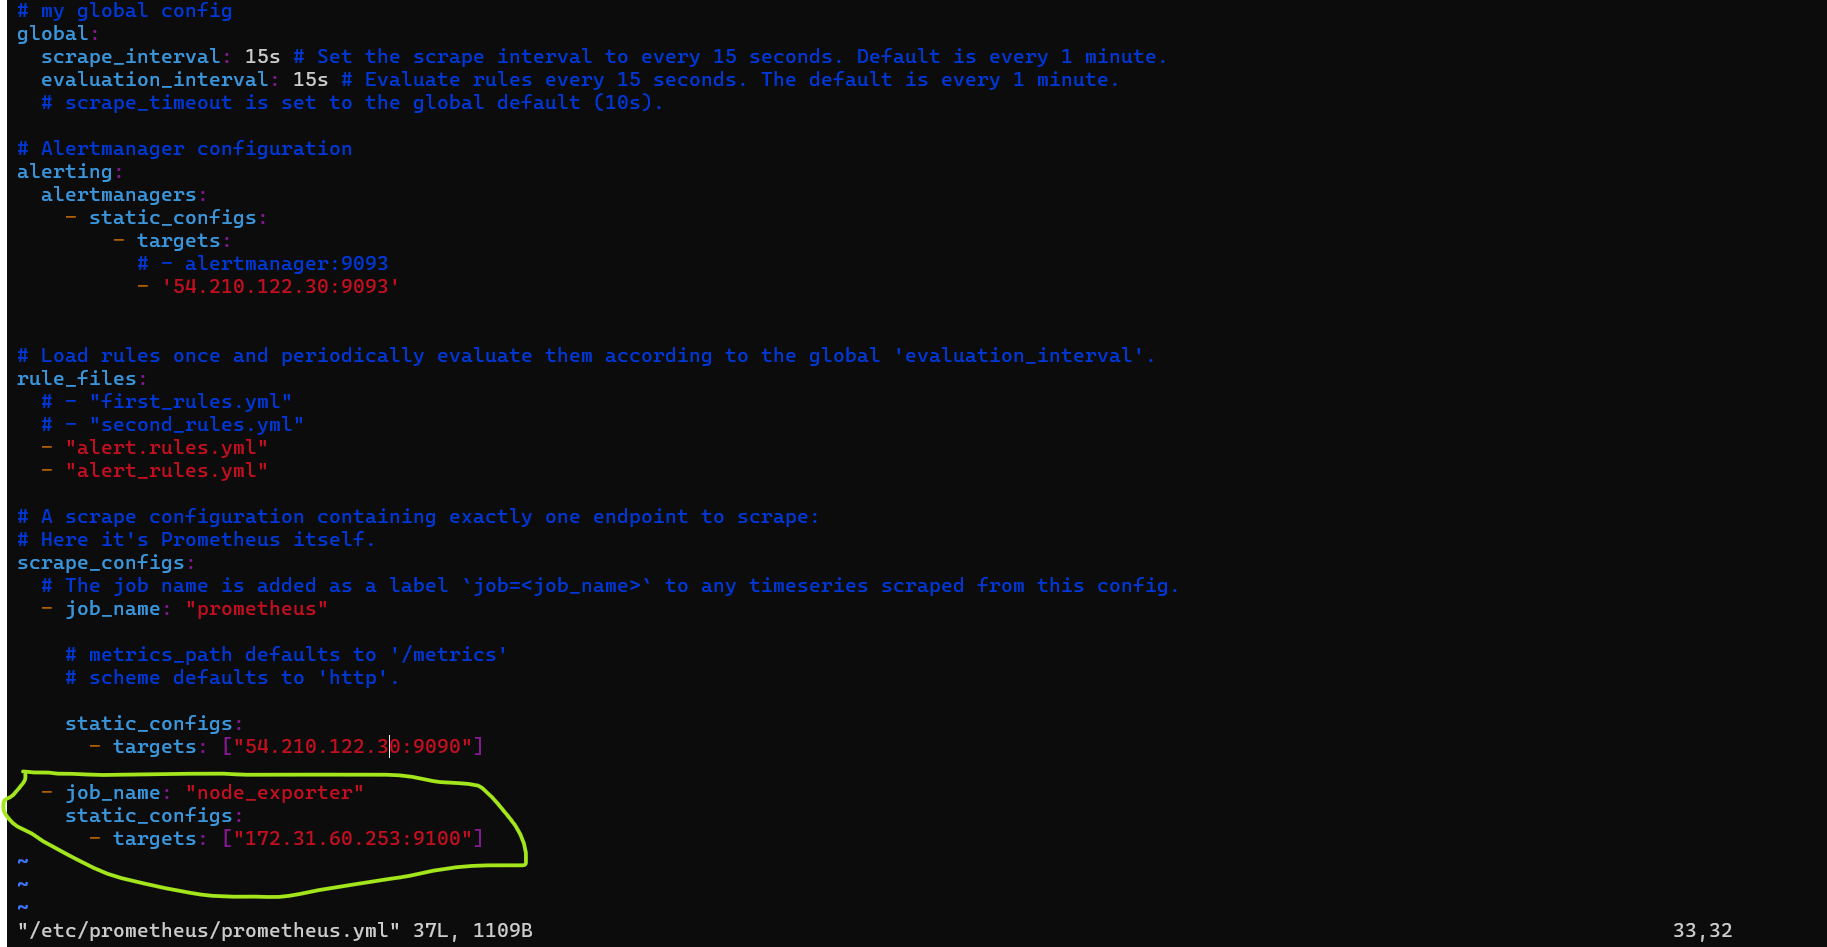 # my global config
global:
  scrape_interval: 15s # Set the scrape interval to every 15 seconds. Default is every 1 minute.
  evaluation_interval: 15s # Evaluate rules every 15 seconds. The default is every 1 minute.
  # scrape_timeout is set to the global default (10s).

# Alertmanager configuration
alerting:
  alertmanagers:
    - static_configs:
        - targets:
          # - alertmanager:9093
          - '54.210.122.30:9093'


# Load rules once and periodically evaluate them according to the global 'evaluation_interval'.
rule_files:
  # - "first_rules.yml"
  # - "second_rules.yml"
  - "alert.rules.yml"
  - "alert_rules.yml"

# A scrape configuration containing exactly one endpoint to scrape:
# Here it's Prometheus itself.
scrape_configs:
  # The job name is added as a label `job=<job_name>` to any timeseries scraped from this config.
  - job_name: "prometheus"

    # metrics_path defaults to '/metrics'
    # scheme defaults to 'http'.

    static_configs:
      - targets: ["54.210.122.30:9090"]

  - job_name: "node_exporter"
    static_configs:
      - targets: ["172.31.60.253:9100"]
~
~
~
"/etc/prometheus/prometheus.yml" 37L, 1109B 33,32